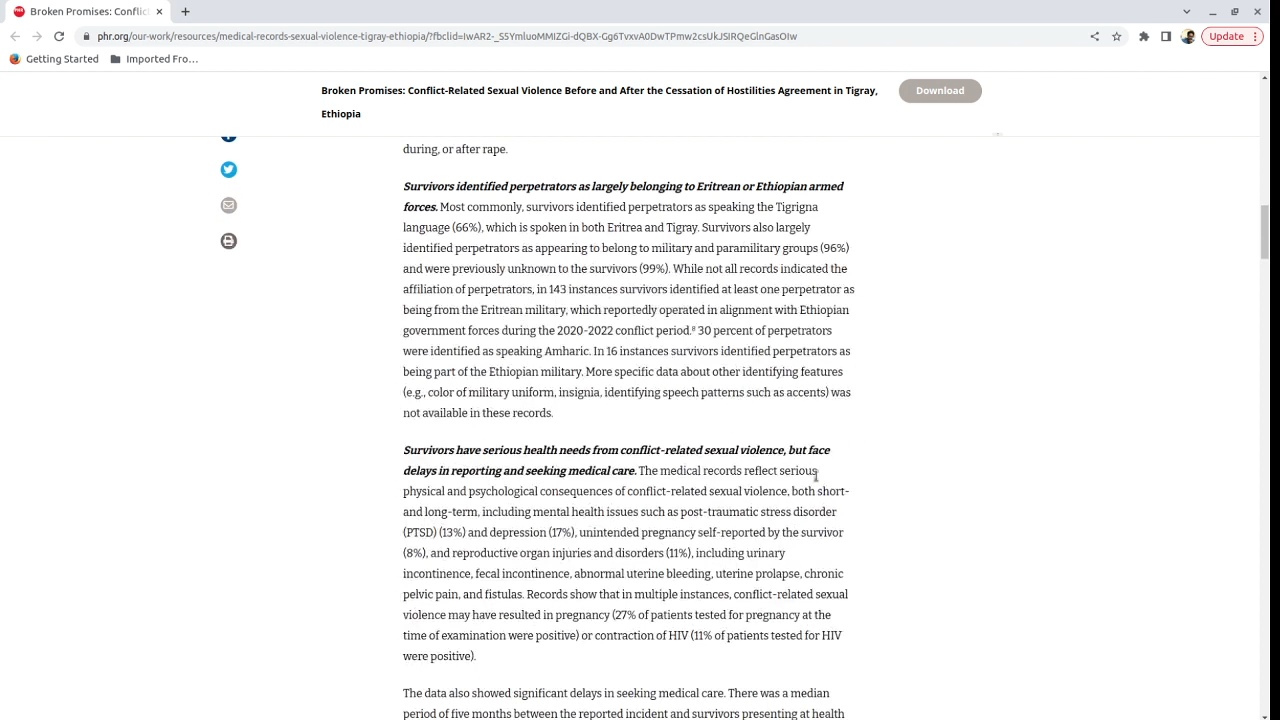 Broken Promises: Conflic
phr.org/our-work/resources/medical-records-sexual-violence-tigray-ethiopia/?fbclid=IwAR2-_S5YmluoMMIZGi-dQBX-Gg6TvxvA0DwTPmw2csUkJSIRQeGlnGasOIw
Update
Getting Started
Imported Fro...
Broken Promises: Conflict-Related Sexual Violence Before and After the Cessation of Hostilities Agreement in Tigray,
Ethiopia
Download
during, or after rape.
Survivors identified perpetrators as largely belonging to Eritrean or Ethiopian armed
forces. Most commonly, survivors identified perpetrators as speaking the Tigrigna
language (66%), which is spoken in both Eritrea and Tigray. Survivors also largely
identified perpetrators as appearing to belong to military and paramilitary groups (96%)
and were previously unknown to the survivors (99%). While not all records indicated the
affiliation of perpetrators, in 143 instances survivors identified at least one perpetrator as
being from the Eritrean military, which reportedly operated in alignment with Ethiopian
government forces during the 2020-2022 conflict period.⁸ 30 percent of perpetrators
were identified as speaking Amharic. In 16 instances survivors identified perpetrators as
being part of the Ethiopian military. More specific data about other identifying features
(e.g., color of military uniform, insignia, identifying speech patterns such as accents) was
not available in these records.
Survivors have serious health needs from conflict-related sexual violence, but face
delays in reporting and seeking medical care. The medical records reflect serious
physical and psychological consequences of conflict-related sexual violence, both short-
and long-term, including mental health issues such as post-traumatic stress disorder
(PTSD) (13%) and depression (17%), unintended pregnancy self-reported by the survivor
(8%), and reproductive organ injuries and disorders (11%), including urinary
incontinence, fecal incontinence, abnormal uterine bleeding, uterine prolapse, chronic
pelvic pain, and fistulas. Records show that in multiple instances, conflict-related sexual
violence may have resulted in pregnancy (27% of patients tested for pregnancy at the
time of examination were positive) or contraction of HIV (11% of patients tested for HIV
were positive).
The data also showed significant delays in seeking medical care. There was a median
period of five months between the reported incident and survivors presenting at health